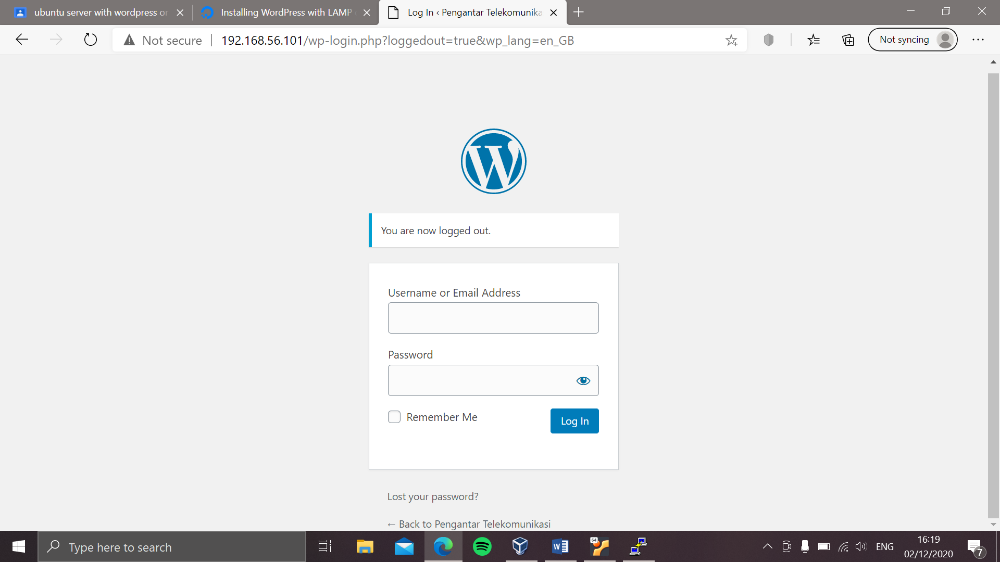 ubuntu server with wordpress or
Installing WordPress with LAMP
Log In ‹ Pengantar Telekomunika
Not secure
192.168.56.101/wp-login.php?loggedout=true&wp_lang=en_GB
Not syncing
You are now logged out.
Username or Email Address
Password
Remember Me
Log In
Lost your password?
← Back to Pengantar Telekomunikasi
Type here to search
64
ENG
16:19
02/12/2020
7